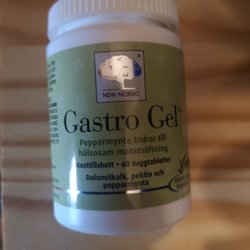 NEW NORDIC
Gastro Gel™
Pepparmynta bidrar till
hälsosam matsmältning
Kosttillskott • 60 tuggtabletter
Dolomitkalk, pektin och
pepparmynta